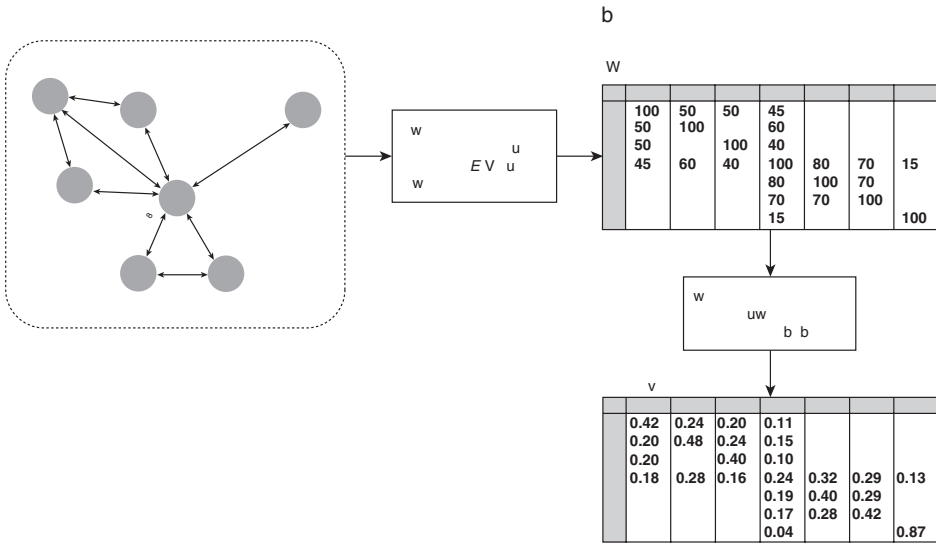 b
W
w
u
E V u
w
8
100 50 50 45
50 100 60
50 100 40
45 60 40 100 80 70 15
80 100 70
70 70 100
15 100
w
uw
b b
v
0.42 0.24 0.20 0.11
0.20 0.48 0.24 0.15
0.20 0.40 0.10
0.18 0.28 0.16 0.24 0.32 0.29 0.13
0.19 0.40 0.29
0.17 0.28 0.42
0.04 0.87